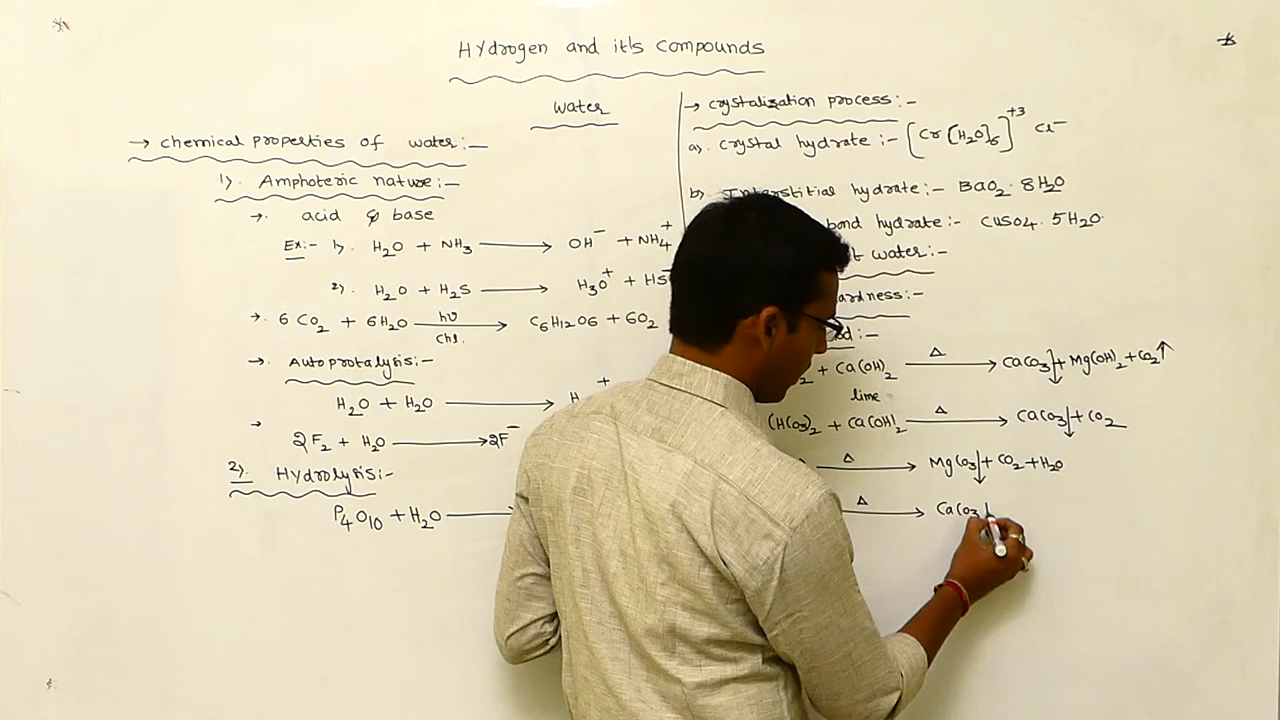 Hydrogen and it's compounds
water
→ chemical properties of water:-
1). Amphoteric nature:-
→. acid & base
Ex:- 1). H₂O + NH₃ ⟶ OH⁻ + NH₄⁺
2). H₂O + H₂S ⟶ H₃O⁺ + HS⁻
→. 6CO₂ + 6H₂O ⟶ C₆H₁₂O₆ + 6O₂
hυ
chl.
→. Autoprotalysis:-
H₂O + H₂O ⟶ H +
→ 2F₂ + H₂O ⟶ 2F⁻
2). Hydrolysis:-
P₄O₁₀ + H₂O ⟶
→ crystalization process:-
a). crystal hydrate:- [Cr(H₂O)₆]⁺³ Cl⁻
b). Interstitial hydrate:- BaO₂. 8H₂O
bond hydrate:- CuSO₄. 5H₂O.
water:-
:-
₂ + Ca(OH)₂ Δ ⟶ CaCO₃↓ + Mg(OH)₂ + CO₂↑
lime
(HCO₃)₂ + Ca(OH)₂ Δ ⟶ CaCO₃↓ + CO₂
Δ ⟶ MgCO₃↓ + CO₂ + H₂O
Δ ⟶ CaCO₃